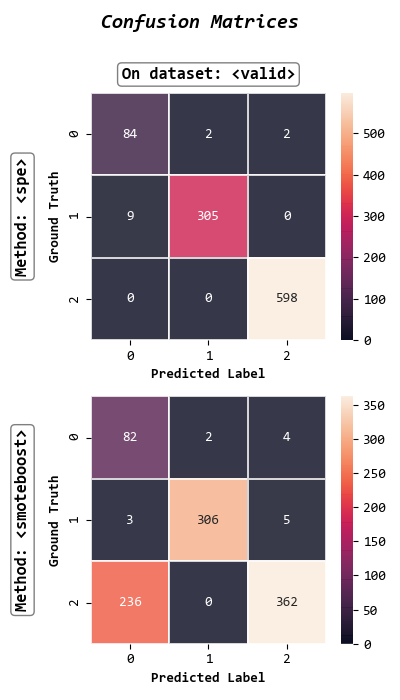 Confusion Matrices
On dataset: <valid>
Method: <spe>
Ground Truth
0 84 2 2
1 9 305 0
2 0 0 598
0 1 2
Predicted Label
500
400
300
200
100
0
Method: <smoteboost>
Ground Truth
0 82 2 4
1 3 306 5
2 236 0 362
0 1 2
Predicted Label
350
300
250
200
150
100
50
0